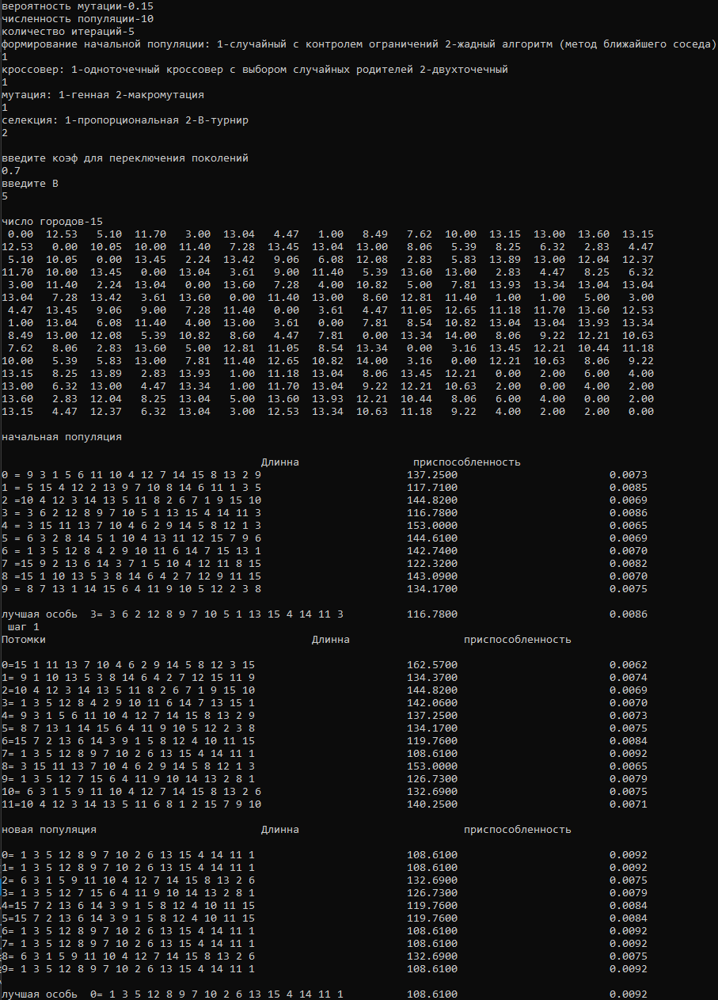 вероятность мутации-0.15
численность популяции-10
количество итераций-5
формирование начальной популяции: 1-случайный с контролем ограничений 2-жадный алгоритм (метод ближайшего соседа)
1
кроссовер: 1-одноточечный кроссовер с выбором случайных родителей 2-двухточечный
1
мутация: 1-генная 2-макромутация
1
селекция: 1-пропорциональная 2-В-турнир
2
введите коэф для переключения поколений
0.7
введите В
5
число городов-15
0.00 12.53 5.10 11.70 3.00 13.04 4.47 1.00 8.49 7.62 10.00 13.15 13.00 13.60 13.15
12.53 0.00 10.05 10.00 11.40 7.28 13.45 13.04 13.00 8.06 5.39 8.25 6.32 2.83 4.47
5.10 10.05 0.00 13.45 2.24 13.42 9.06 6.08 12.08 2.83 5.83 13.89 13.00 12.04 12.37
11.70 10.00 13.45 0.00 13.04 3.61 9.00 11.40 5.39 13.60 13.00 2.83 4.47 8.25 6.32
3.00 11.40 2.24 13.04 0.00 13.60 7.28 4.00 10.82 5.00 7.81 13.93 13.34 13.04 13.04
13.04 7.28 13.42 3.61 13.60 0.00 11.40 13.00 8.60 12.81 11.40 1.00 1.00 5.00 3.00
4.47 13.45 9.06 9.00 7.28 11.40 0.00 3.61 4.47 11.05 12.65 11.18 11.70 13.60 12.53
1.00 13.04 6.08 11.40 4.00 13.00 3.61 0.00 7.81 8.54 10.82 13.04 13.04 13.93 13.34
8.49 13.00 12.08 5.39 10.82 8.60 4.47 7.81 0.00 13.34 14.00 8.06 9.22 12.21 10.63
7.62 8.06 2.83 13.60 5.00 12.81 11.05 8.54 13.34 0.00 3.16 13.45 12.21 10.44 11.18
10.00 5.39 5.83 13.00 7.81 11.40 12.65 10.82 14.00 3.16 0.00 12.21 10.63 8.06 9.22
13.15 8.25 13.89 2.83 13.93 1.00 11.18 13.04 8.06 13.45 12.21 0.00 2.00 6.00 4.00
13.00 6.32 13.00 4.47 13.34 1.00 11.70 13.04 9.22 12.21 10.63 2.00 0.00 4.00 2.00
13.60 2.83 12.04 8.25 13.04 5.00 13.60 13.93 12.21 10.44 8.06 6.00 4.00 0.00 2.00
13.15 4.47 12.37 6.32 13.04 3.00 12.53 13.34 10.63 11.18 9.22 4.00 2.00 2.00 0.00
начальная популяция
Длинна приспособленность
0 = 9 3 1 5 6 11 10 4 12 7 14 15 8 13 2 9 137.2500 0.0073
1 = 5 15 4 12 2 13 9 7 10 8 14 6 11 1 3 5 117.7100 0.0085
2 =10 4 12 3 14 13 5 11 8 2 6 7 1 9 15 10 144.8200 0.0069
3 = 3 6 2 12 8 9 7 10 5 1 13 15 4 14 11 3 116.7800 0.0086
4 = 3 15 11 13 7 10 4 6 2 9 14 5 8 12 1 3 153.0000 0.0065
5 = 6 3 2 8 14 5 1 10 4 13 11 12 15 7 9 6 144.6100 0.0069
6 = 1 3 5 12 8 4 2 9 10 11 6 14 7 15 13 1 142.7400 0.0070
7 =15 9 2 13 6 14 3 7 1 5 10 4 12 11 8 15 122.3200 0.0082
8 =15 1 10 13 5 3 8 14 6 4 2 7 12 9 11 15 143.0900 0.0070
9 = 8 7 13 1 14 15 6 4 11 9 10 5 12 2 3 8 134.1700 0.0075
лучшая особь 3= 3 6 2 12 8 9 7 10 5 1 13 15 4 14 11 3 116.7800 0.0086
шаг 1
Потомки Длинна приспособленность
0=15 1 11 13 7 10 4 6 2 9 14 5 8 12 3 15 162.5700 0.0062
1= 9 1 10 13 5 3 8 14 6 4 2 7 12 15 11 9 134.3700 0.0074
2=10 4 12 3 14 13 5 11 8 2 6 7 1 9 15 10 144.8200 0.0069
3= 1 3 5 12 8 4 2 9 10 11 6 14 7 13 15 1 142.0600 0.0070
4= 9 3 1 5 6 11 10 4 12 7 14 15 8 13 2 9 137.2500 0.0073
5= 8 7 13 1 14 15 6 4 11 9 10 5 12 2 3 8 134.1700 0.0075
6=15 7 2 13 6 14 3 9 1 5 8 12 4 10 11 15 119.7600 0.0084
7= 1 3 5 12 8 9 7 10 2 6 13 15 4 14 11 1 108.6100 0.0092
8= 3 15 11 13 7 10 4 6 2 9 14 5 8 12 1 3 153.0000 0.0065
9= 1 3 5 12 7 15 6 4 11 9 10 14 13 2 8 1 126.7300 0.0079
10= 6 3 1 5 9 11 10 4 12 7 14 15 8 13 2 6 132.6900 0.0075
11=10 4 12 3 14 13 5 11 6 8 1 2 15 7 9 10 140.2500 0.0071
новая популяция Длинна приспособленность
0= 1 3 5 12 8 9 7 10 2 6 13 15 4 14 11 1 108.6100 0.0092
1= 1 3 5 12 8 9 7 10 2 6 13 15 4 14 11 1 108.6100 0.0092
2= 6 3 1 5 9 11 10 4 12 7 14 15 8 13 2 6 132.6900 0.0075
3= 1 3 5 12 7 15 6 4 11 9 10 14 13 2 8 1 126.7300 0.0079
4=15 7 2 13 6 14 3 9 1 5 8 12 4 10 11 15 119.7600 0.0084
5=15 7 2 13 6 14 3 9 1 5 8 12 4 10 11 15 119.7600 0.0084
6= 1 3 5 12 8 9 7 10 2 6 13 15 4 14 11 1 108.6100 0.0092
7= 1 3 5 12 8 9 7 10 2 6 13 15 4 14 11 1 108.6100 0.0092
8= 6 3 1 5 9 11 10 4 12 7 14 15 8 13 2 6 132.6900 0.0075
9= 1 3 5 12 8 9 7 10 2 6 13 15 4 14 11 1 108.6100 0.0092
лучшая особь 0= 1 3 5 12 8 9 7 10 2 6 13 15 4 14 11 1 108.6100 0.0092